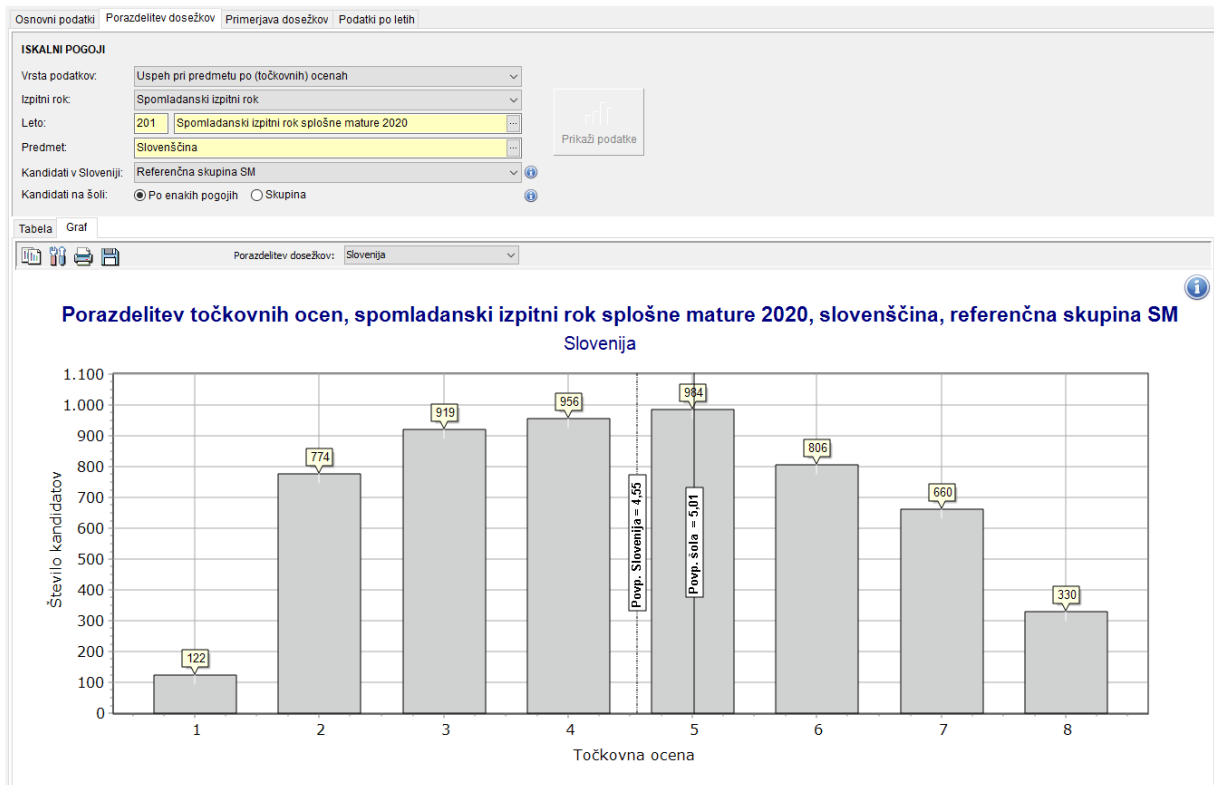 Osnovni podatki Porazdelitev dosežkov Primerjava dosežkov Podatki po letih
ISKALNI POGOJI
Vrsta podatkov: Uspeh pri predmetu po (točkovnih) ocenah
Izpitni rok: Spomladanski izpitni rok
Leto: 201 Spomladanski izpitni rok splošne mature 2020 ...
Prikaži podatke
Predmet: Slovenščina ...
Kandidati v Sloveniji: Referenčna skupina SM
Kandidati na šoli: Po enakih pogojih Skupina
Tabela Graf
Porazdelitev dosežkov: Slovenija
Porazdelitev točkovnih ocen, spomladanski izpitni rok splošne mature 2020, slovenščina, referenčna skupina SM
Slovenija
Število kandidatov
1.100
1.000
900
800
700
600
500
400
300
200
100
0
122
774
919
956
984
806
660
330
Povp. Slovenija = 4,55
Povp. šola = 5,01
1 2 3 4 5 6 7 8
Točkovna ocena